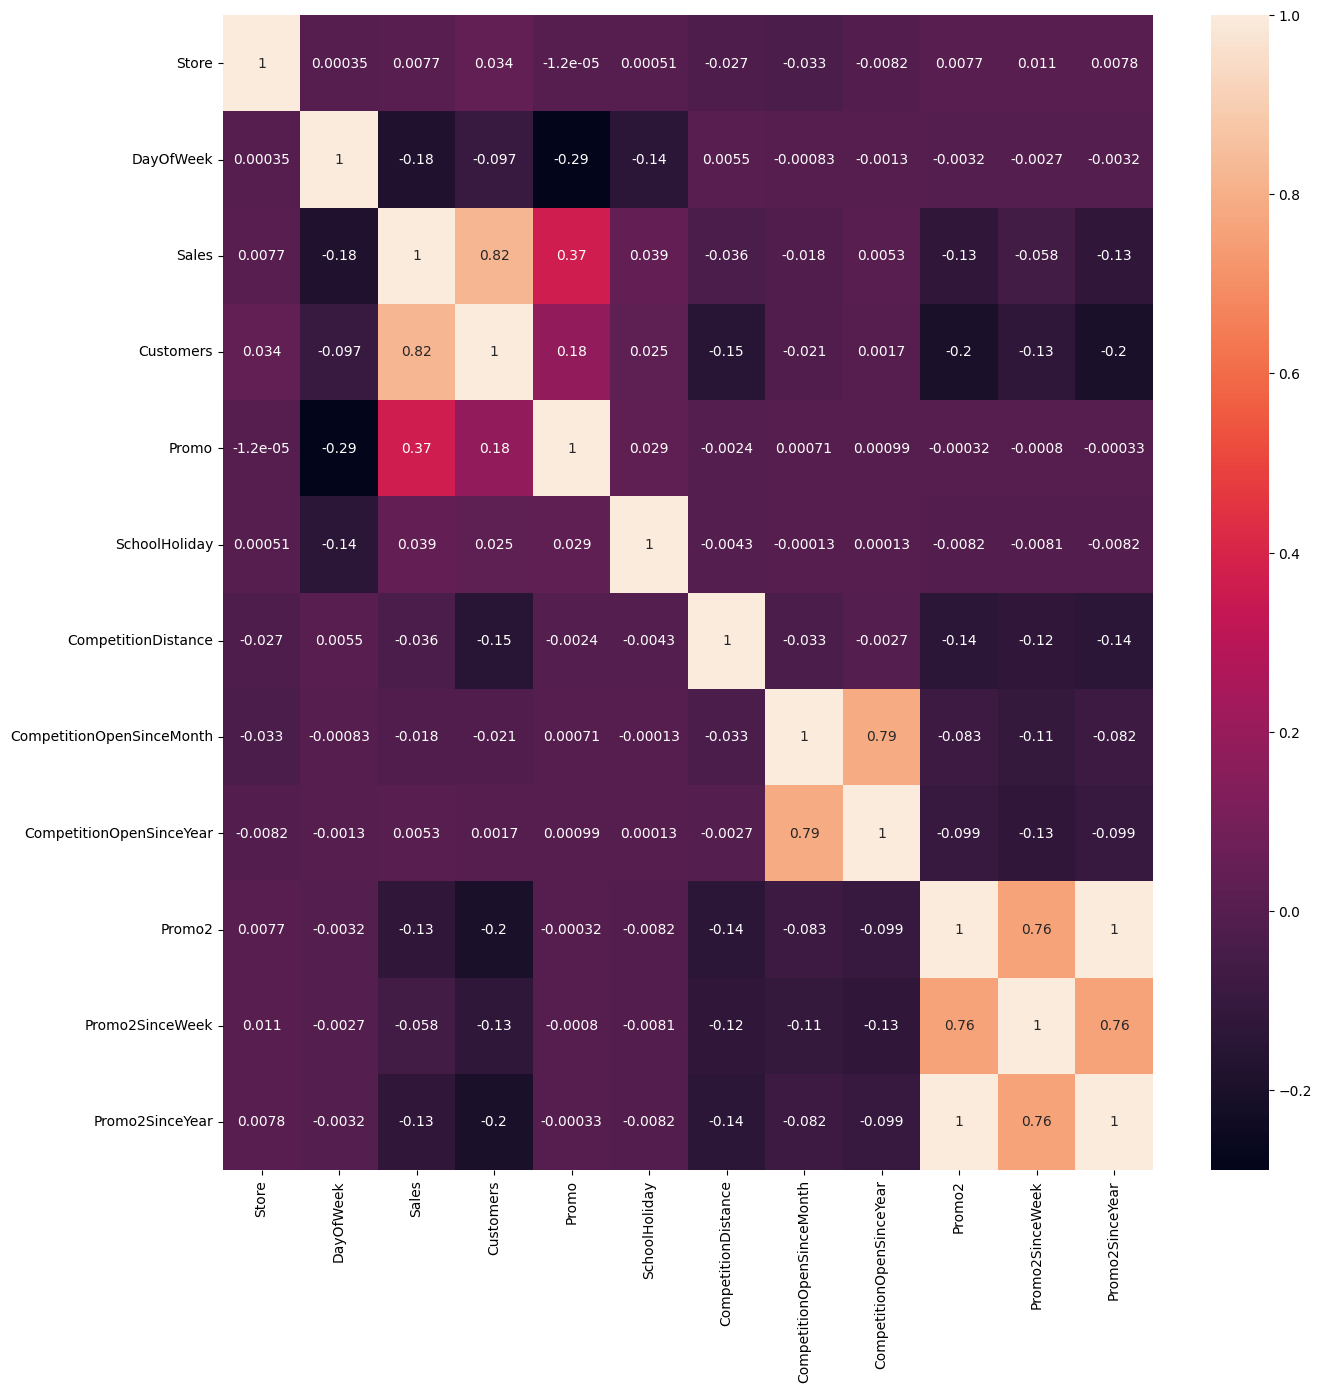 Store 1 0.00035 0.0077 0.034 -1.2e-05 0.00051 -0.027 -0.033 -0.0082 0.0077 0.011 0.0078
DayOfWeek 0.00035 1 -0.18 -0.097 -0.29 -0.14 0.0055 -0.00083 -0.0013 -0.0032 -0.0027 -0.0032
Sales 0.0077 -0.18 1 0.82 0.37 0.039 -0.036 -0.018 0.0053 -0.13 -0.058 -0.13
Customers 0.034 -0.097 0.82 1 0.18 0.025 -0.15 -0.021 0.0017 -0.2 -0.13 -0.2
Promo -1.2e-05 -0.29 0.37 0.18 1 0.029 -0.0024 0.00071 0.00099 -0.00032 -0.0008 -0.00033
SchoolHoliday 0.00051 -0.14 0.039 0.025 0.029 1 -0.0043 -0.00013 0.00013 -0.0082 -0.0081 -0.0082
CompetitionDistance -0.027 0.0055 -0.036 -0.15 -0.0024 -0.0043 1 -0.033 -0.0027 -0.14 -0.12 -0.14
CompetitionOpenSinceMonth -0.033 -0.00083 -0.018 -0.021 0.00071 -0.00013 -0.033 1 0.79 -0.083 -0.11 -0.082
CompetitionOpenSinceYear -0.0082 -0.0013 0.0053 0.0017 0.00099 0.00013 -0.0027 0.79 1 -0.099 -0.13 -0.099
Promo2 0.0077 -0.0032 -0.13 -0.2 -0.00032 -0.0082 -0.14 -0.083 -0.099 1 0.76 1
Promo2SinceWeek 0.011 -0.0027 -0.058 -0.13 -0.0008 -0.0081 -0.12 -0.11 -0.13 0.76 1 0.76
Promo2SinceYear 0.0078 -0.0032 -0.13 -0.2 -0.00033 -0.0082 -0.14 -0.082 -0.099 1 0.76 1
Store
DayOfWeek
Sales
Customers
Promo
SchoolHoliday
CompetitionDistance
CompetitionOpenSinceMonth
CompetitionOpenSinceYear
Promo2
Promo2SinceWeek
Promo2SinceYear
1.0
0.8
0.6
0.4
0.2
0.0
−0.2